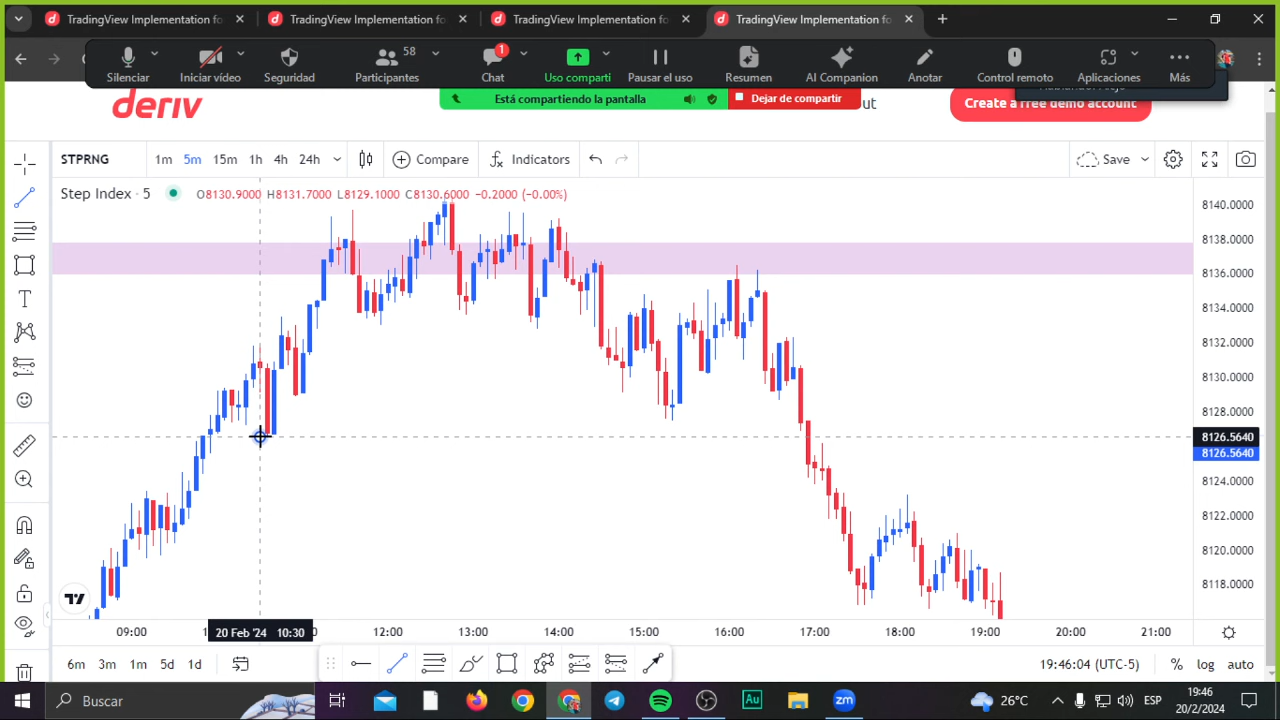 TradingView Implementation fo
TradingView Implementation fo
TradingView Implementation fo
TradingView Implementation fo
58
1
Silenciar
Iniciar vídeo
Seguridad
Participantes
Chat
Uso comparti
Pausar el uso
Resumen
AI Companion
Anotar
Control remoto
Aplicaciones
Más
deriv
Está compartiendo la pantalla
Dejar de compartir
out
Create a free demo account
STPRNG
1m 5m 15m 1h 4h 24h
Compare
Indicators
Save
Step Index · 5
O8130.9000 H8131.7000 L8129.1000 C8130.6000 −0.2000 (−0.00%)
8140.0000
8138.0000
8136.0000
8134.0000
8132.0000
8130.0000
8128.0000
8126.5640
8126.5640
8124.0000
8122.0000
8120.0000
8118.0000
09:00
20 Feb '24 10:30
12:00
13:00
14:00
15:00
16:00
17:00
18:00
19:00
20:00
21:00
6m 3m 1m 5d 1d
19:46:04 (UTC-5)
% log auto
Buscar
Au
zm
26°C
ESP
19:46
20/2/2024